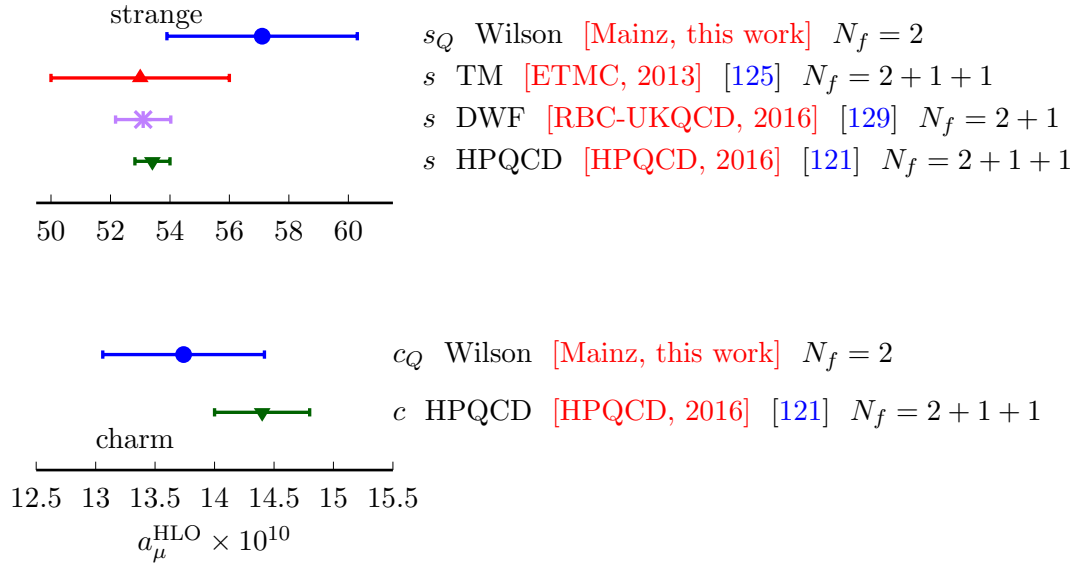 strange
s_Q Wilson [Mainz, this work] N_f = 2
s TM [ETMC, 2013] [125] N_f = 2 + 1 + 1
s DWF [RBC-UKQCD, 2016] [129] N_f = 2 + 1
s HPQCD [HPQCD, 2016] [121] N_f = 2 + 1 + 1
50 52 54 56 58 60
c_Q Wilson [Mainz, this work] N_f = 2
c HPQCD [HPQCD, 2016] [121] N_f = 2 + 1 + 1
charm
12.5 13 13.5 14 14.5 15 15.5
a_μ^HLO × 10^10